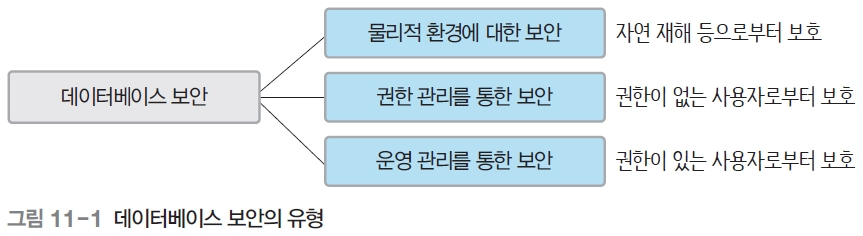 물리적 환경에 대한 보안 자연 재해 등으로부터 보호
데이터베이스 보안 권한 관리를 통한 보안 권한이 없는 사용자로부터 보호
운영 관리를 통한 보안 권한이 있는 사용자로부터 보호
그림 11-1 데이터베이스 보안의 유형